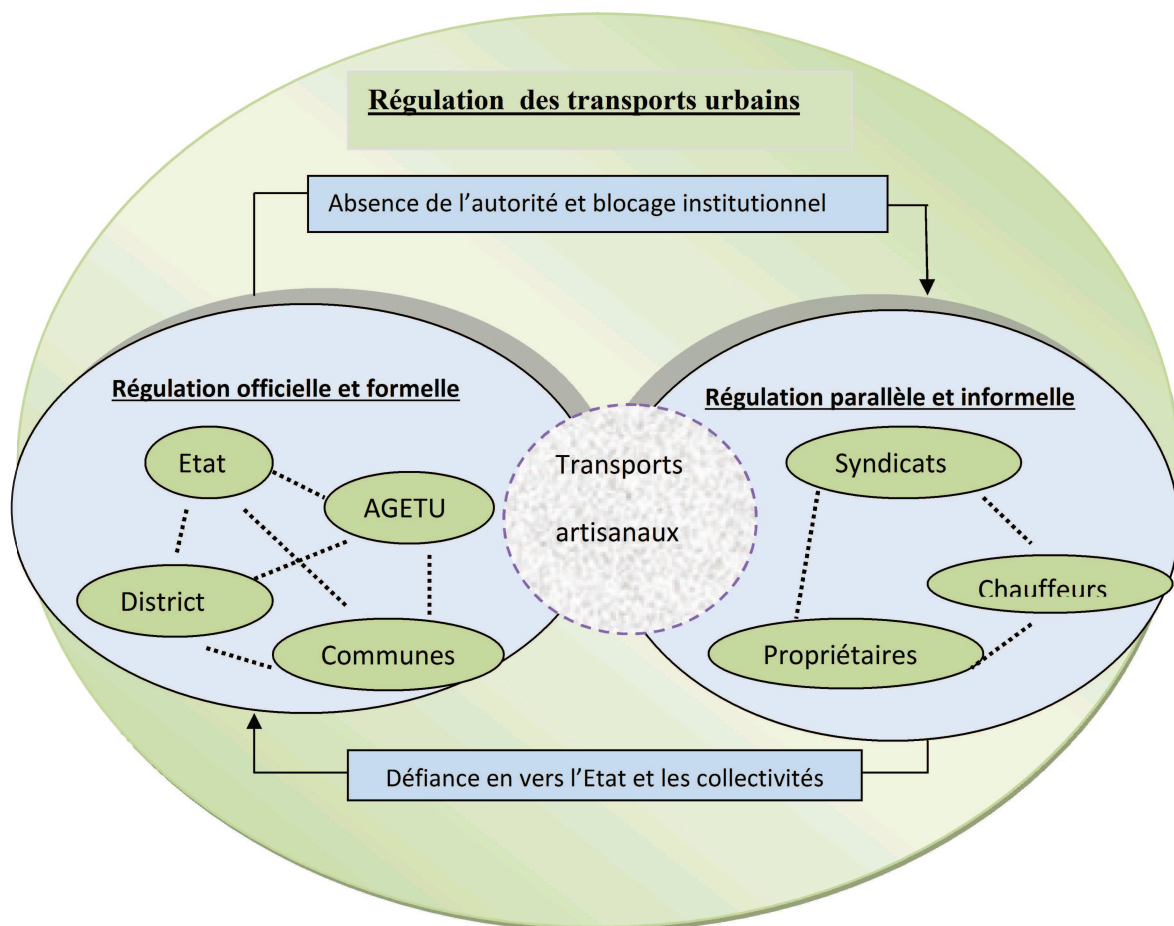 Régulation des transports urbains
Absence de l’autorité et blocage institutionnel
Régulation officielle et formelle
Régulation parallèle et informelle
Etat
AGETU
District
Communes
Transports
artisanaux
Syndicats
Chauffeurs
Propriétaires
Défiance en vers l’Etat et les collectivités